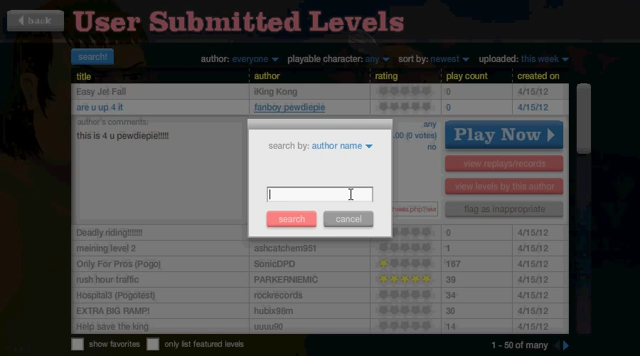 back
User Submitted Levels
search!
author: everyone playable character: any sort by: newest uploaded: this week
title author rating play count created on
Easy Jet Fall iKing Kong 0 4/15/12
are u up 4 it fanboy pewdiepie 0 4/15/12
author's comments:
this is 4 u pewdiepie!!!!!!
any
.00 (0 votes)
no
Play Now
view replays/records
view levels by this author
flag as inappropriate
search by: author name
search cancel
Deadly riding!!!!!!! 0 4/15/12
meining level 2 ashcatchem951 1 4/15/12
Only For Pros (Pogo) SonicDPD 167 4/15/12
rush hour traffic PARKERNIEMIC 39 4/15/12
Hospital3 (Pogotest) rockrecords 34 4/15/12
EXTRA BIG RAMP! hubix98m 30 4/15/12
Help save the king uuuu90 14 4/15/12
show favorites only list featured levels 1 - 50 of many